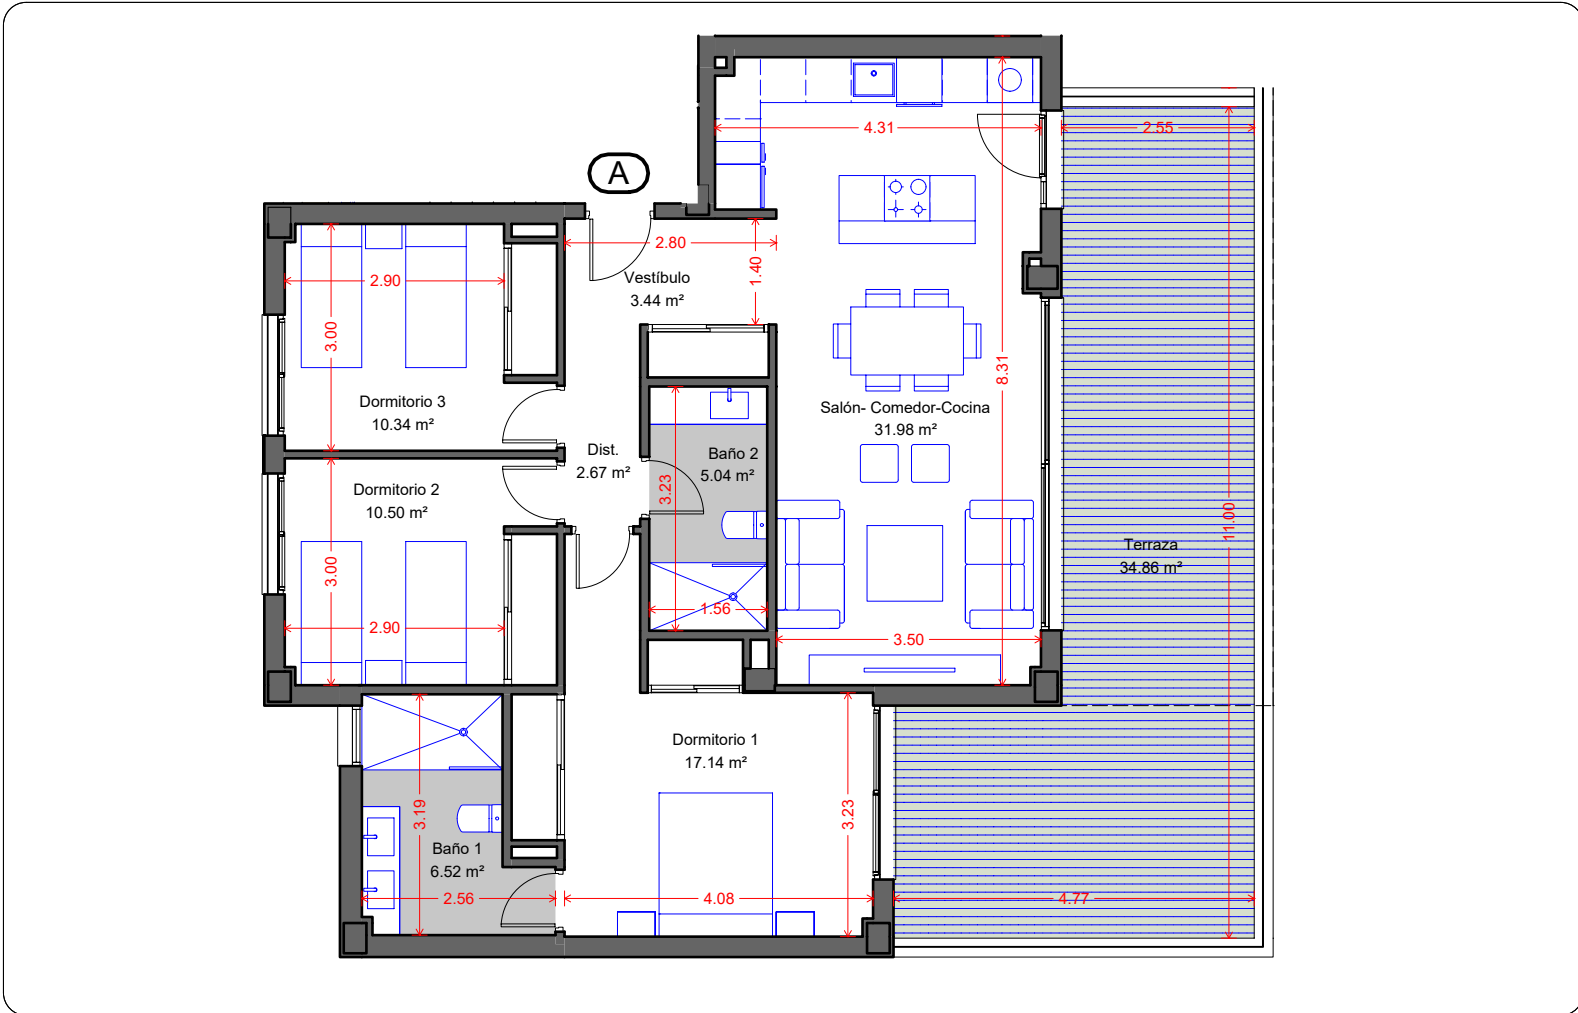 A
4.31
2.55
2.80
1.40
Vestíbulo
3.44 m²
2.90
3.00
8.31
Dormitorio 3
10.34 m²
Salón- Comedor-Cocina
31.98 m²
Dist.
2.67 m²
Baño 2
5.04 m²
3.23
Dormitorio 2
10.50 m²
11.00
Terraza
34.86 m²
3.00
1.56
2.90
3.50
Dormitorio 1
17.14 m²
3.19
3.23
Baño 1
6.52 m²
2.56
4.08
4.77